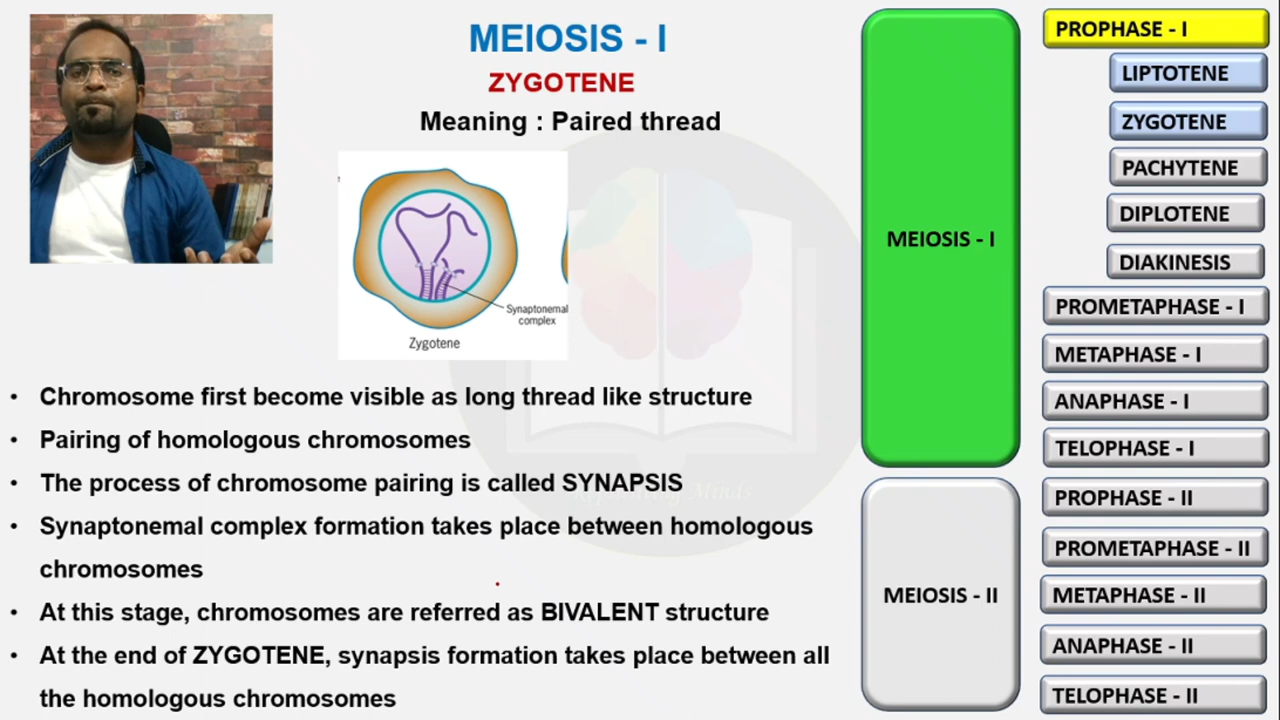 MEIOSIS - I
ZYGOTENE
Meaning : Paired thread
Synaptonemal
complex
Zygotene
• Chromosome first become visible as long thread like structure
• Pairing of homologous chromosomes
• The process of chromosome pairing is called SYNAPSIS
• Synaptonemal complex formation takes place between homologous
chromosomes
• At this stage, chromosomes are referred as BIVALENT structure
• At the end of ZYGOTENE, synapsis formation takes place between all
the homologous chromosomes
Minds
MEIOSIS - I
MEIOSIS - II
PROPHASE - I
LIPTOTENE
ZYGOTENE
PACHYTENE
DIPLOTENE
DIAKINESIS
PROMETAPHASE - I
METAPHASE - I
ANAPHASE - I
TELOPHASE - I
PROPHASE - II
PROMETAPHASE - II
METAPHASE - II
ANAPHASE - II
TELOPHASE - II